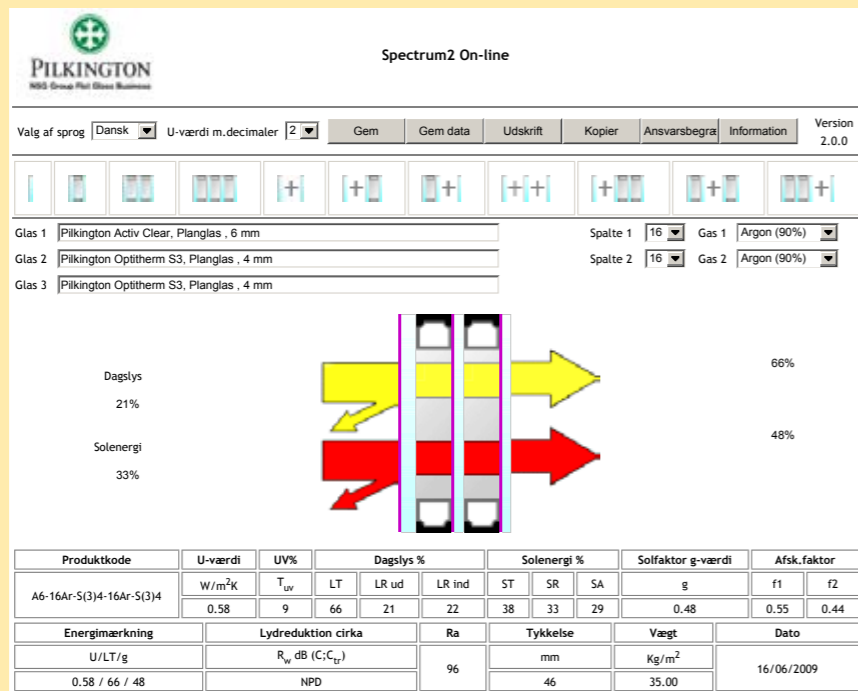 PILKINGTON
NSG Group Flat Glass Business
Spectrum2 On-line
Valg af sprog Dansk U-værdi m.decimaler 2 Gem Gem data Udskrift Kopier Ansvarsbegræ Information Version 2.0.0
Glas 1 Pilkington Activ Clear, Planglas , 6 mm Spalte 1 16 Gas 1 Argon (90%)
Glas 2 Pilkington Optitherm S3, Planglas , 4 mm Spalte 2 16 Gas 2 Argon (90%)
Glas 3 Pilkington Optitherm S3, Planglas , 4 mm
Dagslys
21%
66%
Solenergi
33%
48%
Produktkode U-værdi UV% Dagslys % Solenergi % Solfaktor g-værdi Afsk.faktor
A6-16Ar-S(3)4-16Ar-S(3)4 W/m²K Tuv LT LR ud LR ind ST SR SA g f1 f2
0.58 9 66 21 22 38 33 29 0.48 0.55 0.44
Energimærkning Lydreduktion cirka Ra Tykkelse Vægt Dato
U/LT/g Rw dB (C;Ctr) 96 mm Kg/m² 16/06/2009
0.58 / 66 / 48 NPD 46 35.00